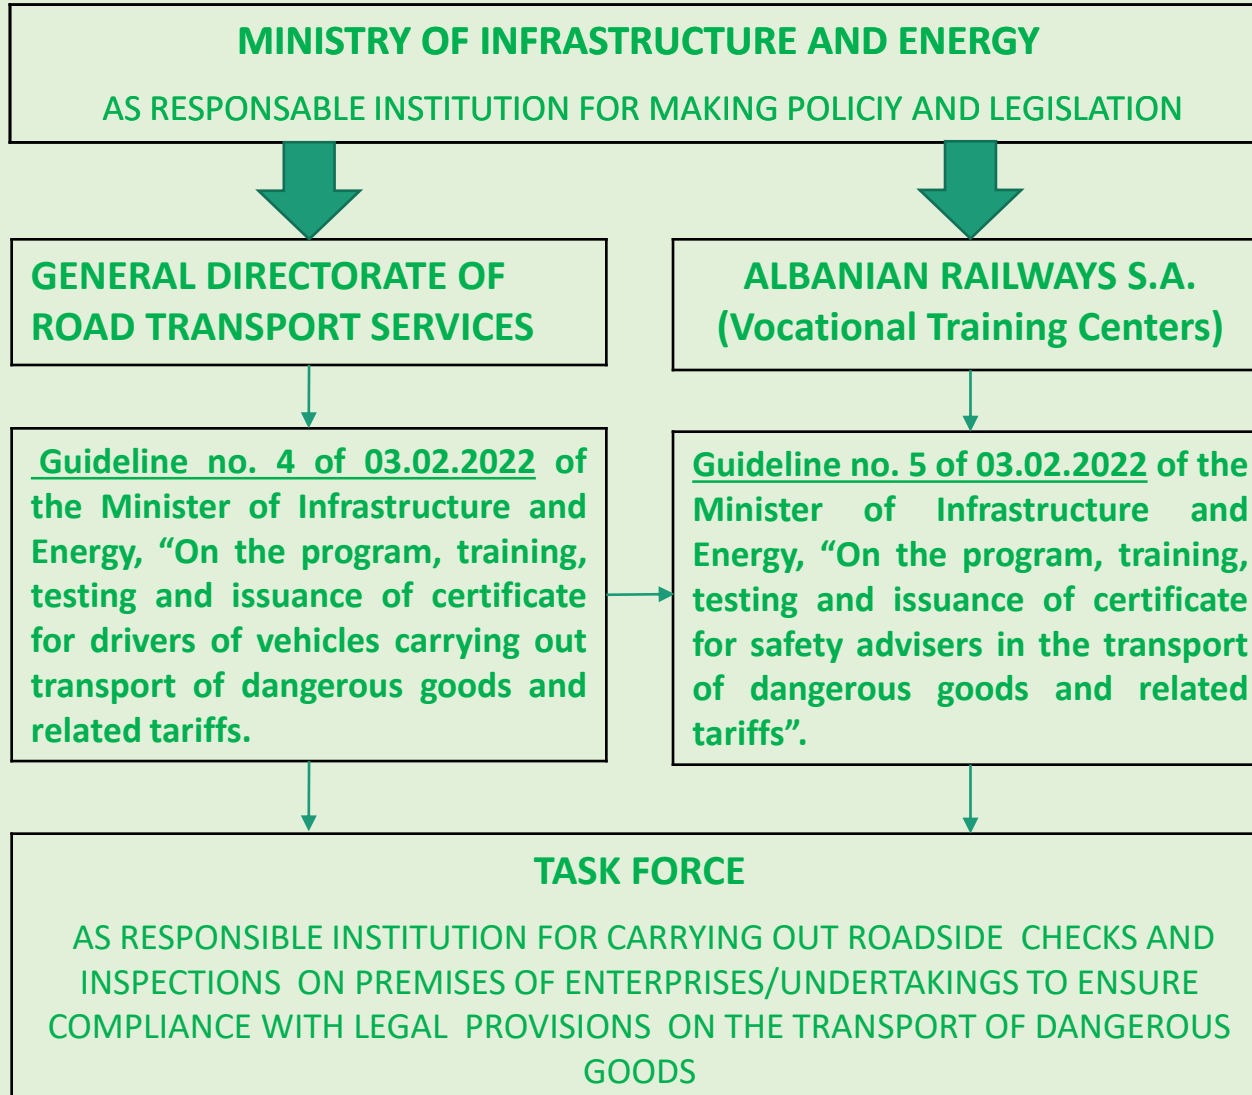 MINISTRY OF INFRASTRUCTURE AND ENERGY
AS RESPONSABLE INSTITUTION FOR MAKING POLICIY AND LEGISLATION
GENERAL DIRECTORATE OF
ROAD TRANSPORT SERVICES
ALBANIAN RAILWAYS S.A.
(Vocational Training Centers)
Guideline no. 4 of 03.02.2022 of
the Minister of Infrastructure and
Energy, “On the program, training,
testing and issuance of certificate
for drivers of vehicles carrying out
transport of dangerous goods and
related tariffs.
Guideline no. 5 of 03.02.2022 of the
Minister of Infrastructure and
Energy, “On the program, training,
testing and issuance of certificate
for safety advisers in the transport
of dangerous goods and related
tariffs”.
TASK FORCE
AS RESPONSIBLE INSTITUTION FOR CARRYING OUT ROADSIDE CHECKS AND
INSPECTIONS ON PREMISES OF ENTERPRISES/UNDERTAKINGS TO ENSURE
COMPLIANCE WITH LEGAL PROVISIONS ON THE TRANSPORT OF DANGEROUS
GOODS